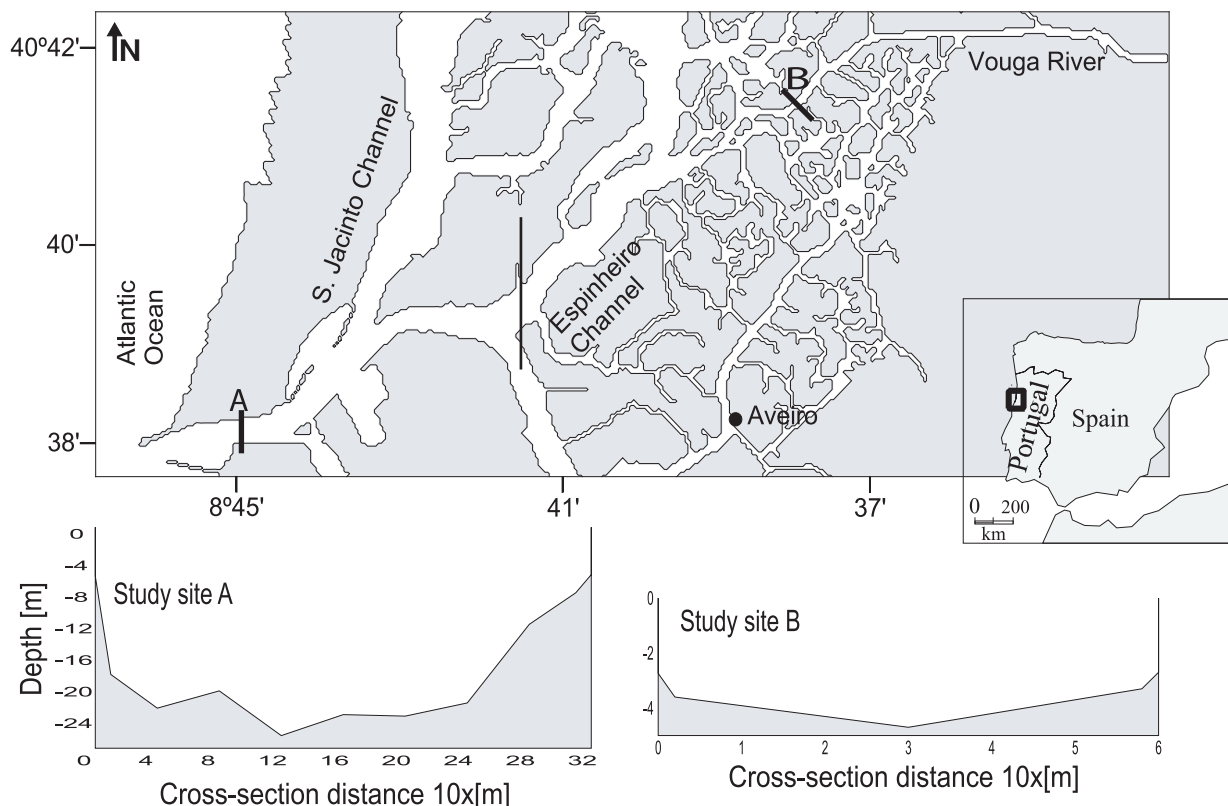 40º42'
N
B
Vouga River
S. Jacinto Channel
40'
Espinheiro
Channel
Atlantic
Ocean
A
Aveiro
38'
8º45'
41'
37'
Portugal
Spain
0 200
km
0
-4
-8
-12
-16
-20
-24
Depth [m]
Study site A
0 4 8 12 16 20 24 28 32
Cross-section distance 10x[m]
0
-2
-4
Study site B
0 1 2 3 4 5 6
Cross-section distance 10x[m]